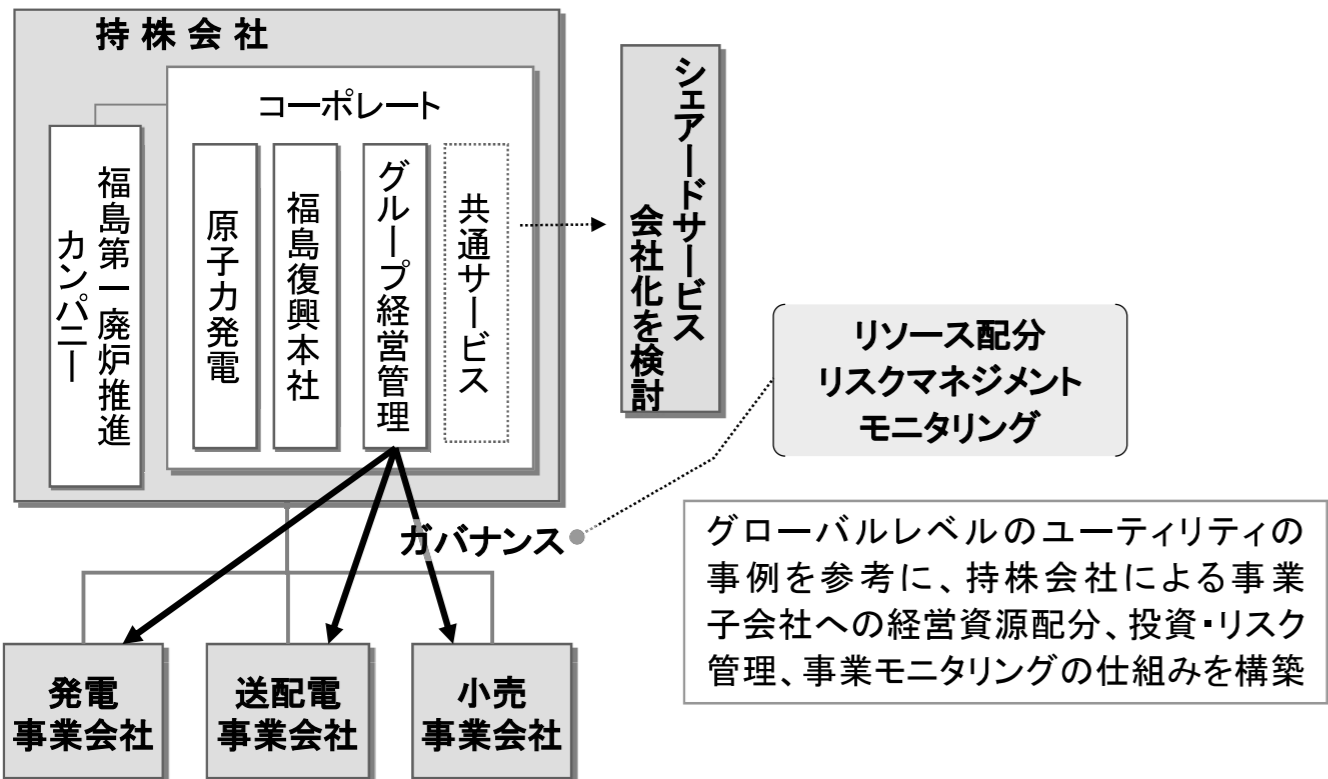 持株会社
コーポレート
福島第一廃炉推進
カンパニー
原子力発電
福島復興本社
グループ経営管理
共通サービス
シェアードサービス
会社化を検討
リソース配分
リスクマネジメント
モニタリング
ガバナンス
グローバルレベルのユーティリティの
事例を参考に、持株会社による事業
子会社への経営資源配分、投資・リスク
管理、事業モニタリングの仕組みを構築
発電
事業会社
送配電
事業会社
小売
事業会社